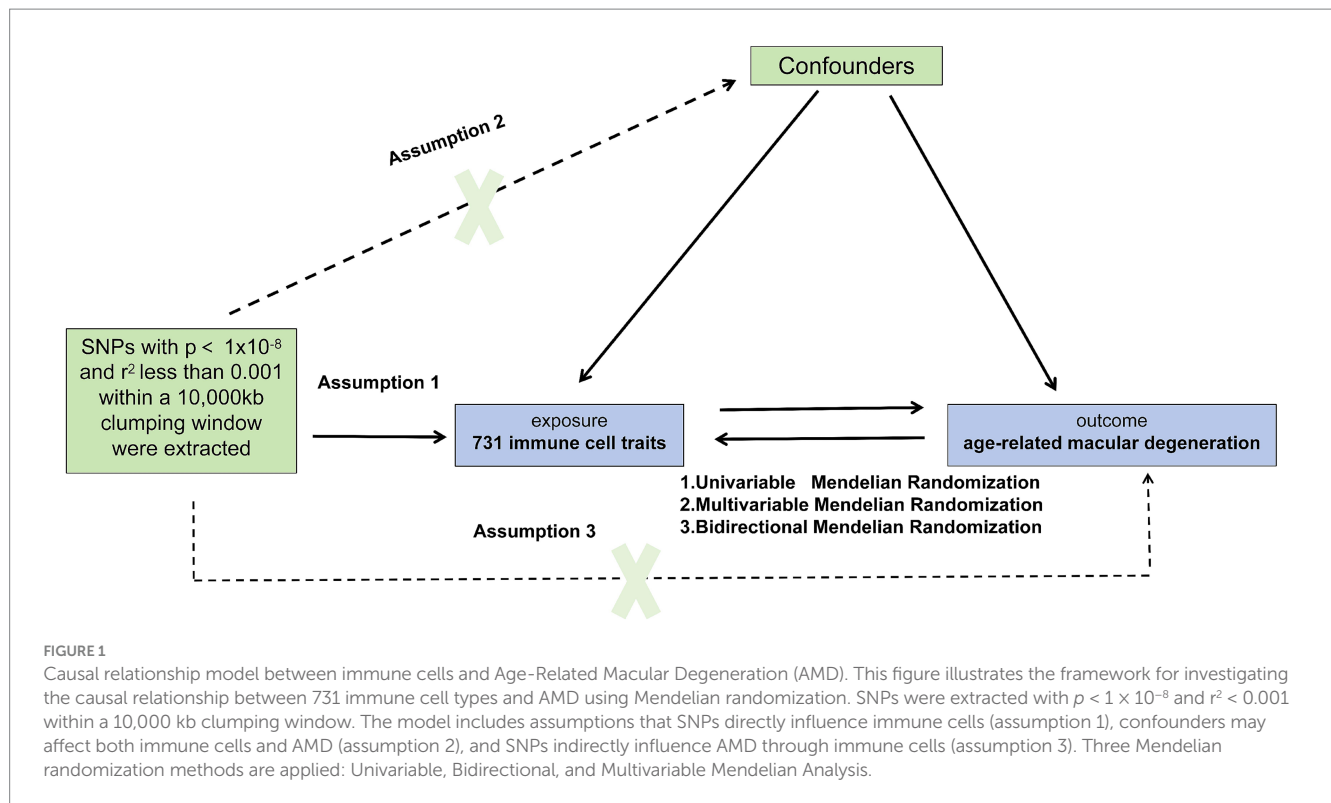 Confounders
Assumption 2
SNPs with p < 1x10⁻⁸
and r² less than 0.001
within a 10,000kb
clumping window
were extracted
Assumption 1
exposure
731 immune cell traits
outcome
age-related macular degeneration
1.Univariable Mendelian Randomization
2.Multivariable Mendelian Randomization
3.Bidirectional Mendelian Randomization
Assumption 3
FIGURE 1
Causal relationship model between immune cells and Age-Related Macular Degeneration (AMD). This figure illustrates the framework for investigating
the causal relationship between 731 immune cell types and AMD using Mendelian randomization. SNPs were extracted with p < 1 × 10⁻⁸ and r² < 0.001
within a 10,000 kb clumping window. The model includes assumptions that SNPs directly influence immune cells (assumption 1), confounders may
affect both immune cells and AMD (assumption 2), and SNPs indirectly influence AMD through immune cells (assumption 3). Three Mendelian
randomization methods are applied: Univariable, Bidirectional, and Multivariable Mendelian Analysis.